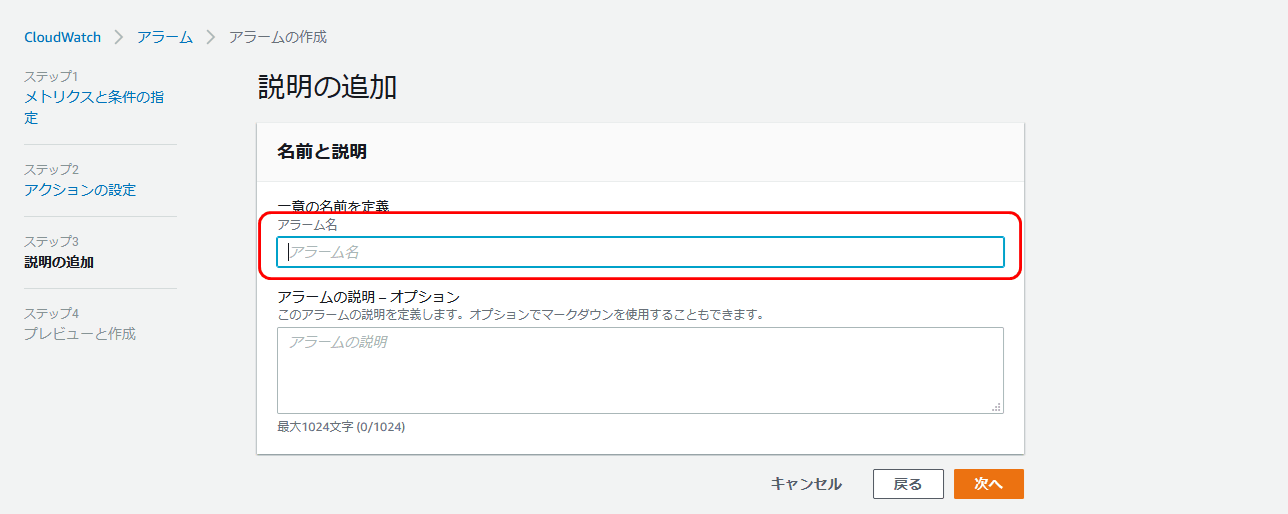 CloudWatch > アラーム > アラームの作成
ステップ1
メトリクスと条件の指
定
ステップ2
アクションの設定
ステップ3
説明の追加
ステップ4
プレビューと作成
説明の追加
名前と説明
一意の名前を定義
アラーム名
アラーム名
アラームの説明 – オプション
このアラームの説明を定義します。オプションでマークダウンを使用することもできます。
アラームの説明
最大1024文字 (0/1024)
キャンセル 戻る 次へ